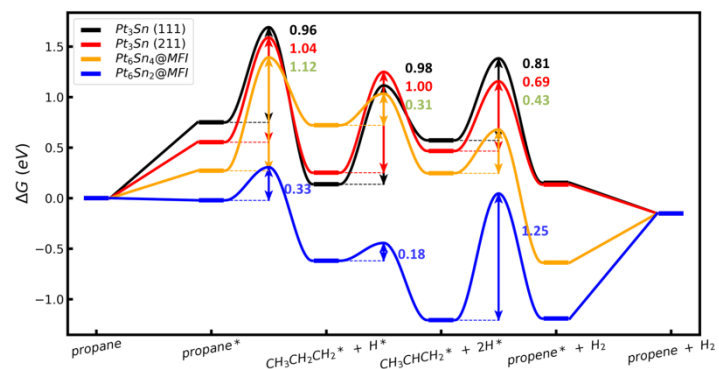 Pt₃Sn (111)
Pt₃Sn (211)
Pt₆Sn₄@MFI
Pt₆Sn₂@MFI
0.96
1.04
1.12
0.98
1.00
0.31
0.81
0.69
0.43
0.33
0.18
1.25
ΔG (eV)
1.5
1.0
0.5
0.0
−0.5
−1.0
propane
propane*
CH₃CH₂CH₂* + H*
CH₃CHCH₂* + 2H*
propene* + H₂
propene + H₂